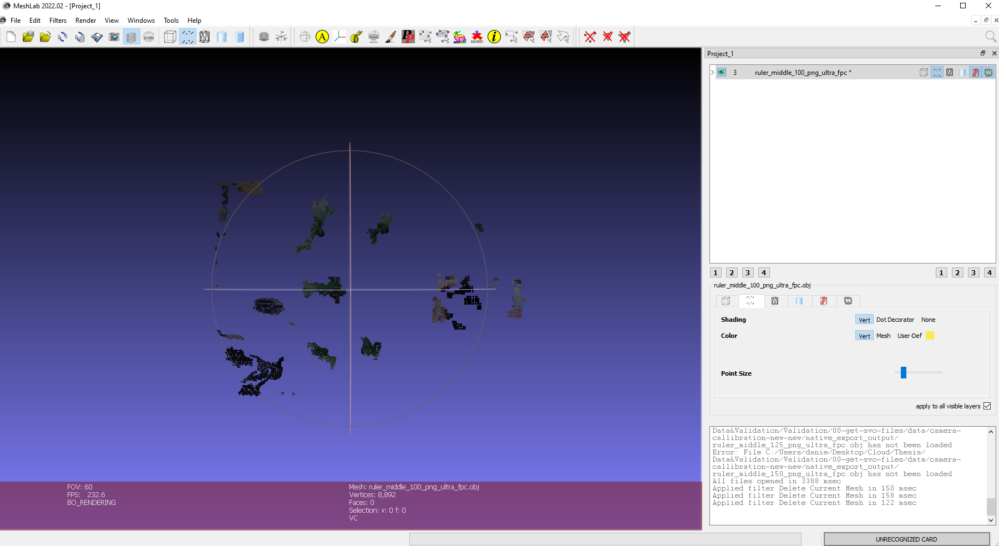 MeshLab 2022.02 - [Project_1]
File Edit Filters Render View Windows Tools Help
A
PP
GEOREF
i
Project_1
3 ruler_middle_100_png_ultra_fpc *
1 2 3 4 1 2 3 4
ruler_middle_100_png_ultra_fpc.obj
Shading Vert Dot Decorator None
Color Vert Mesh User-Def
Point Size
apply to all visible layers
Data&Validation/Validation/00-get-svo-files/data/camera-
callibration-new-new/native_export_output/
ruler_middle_125_png_ultra_fpc.obj has not been loaded
Error: File C:/Users/danie/Desktop/Cloud/Thesis/
Data&Validation/Validation/00-get-svo-files/data/camera-
callibration-new-new/native_export_output/
ruler_middle_150_png_ultra_fpc.obj has not been loaded
All files opened in 3388 msec
Applied filter Delete Current Mesh in 150 msec
Applied filter Delete Current Mesh in 158 msec
Applied filter Delete Current Mesh in 122 msec
FOV: 60
FPS: 232.6
BO_RENDERING
Mesh: ruler_middle_100_png_ultra_fpc.obj
Vertices: 8,892
Faces: 0
Selection: v: 0 f: 0
VC
UNRECOGNIZED CARD